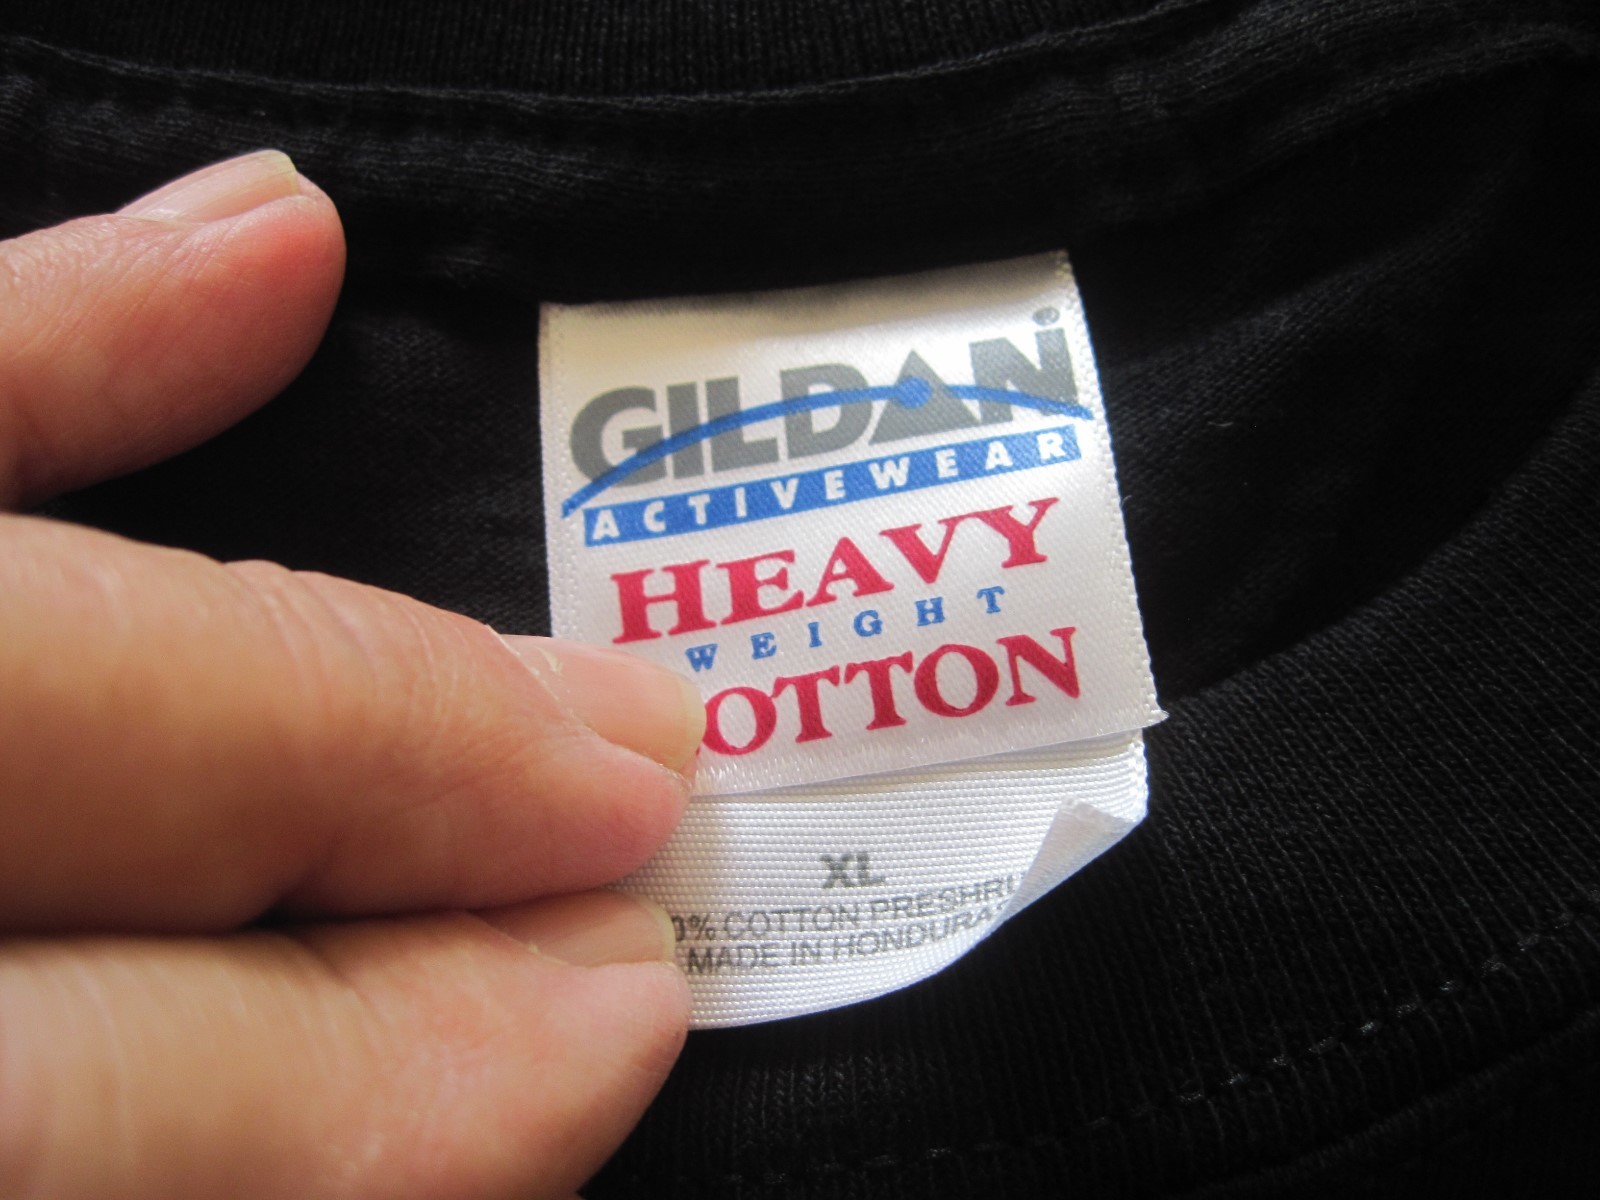 GILDAN®
ACTIVEWEAR
HEAVY
WEIGHT
OTTON
XL
0% COTTON PRESHRU
MADE IN HONDURA